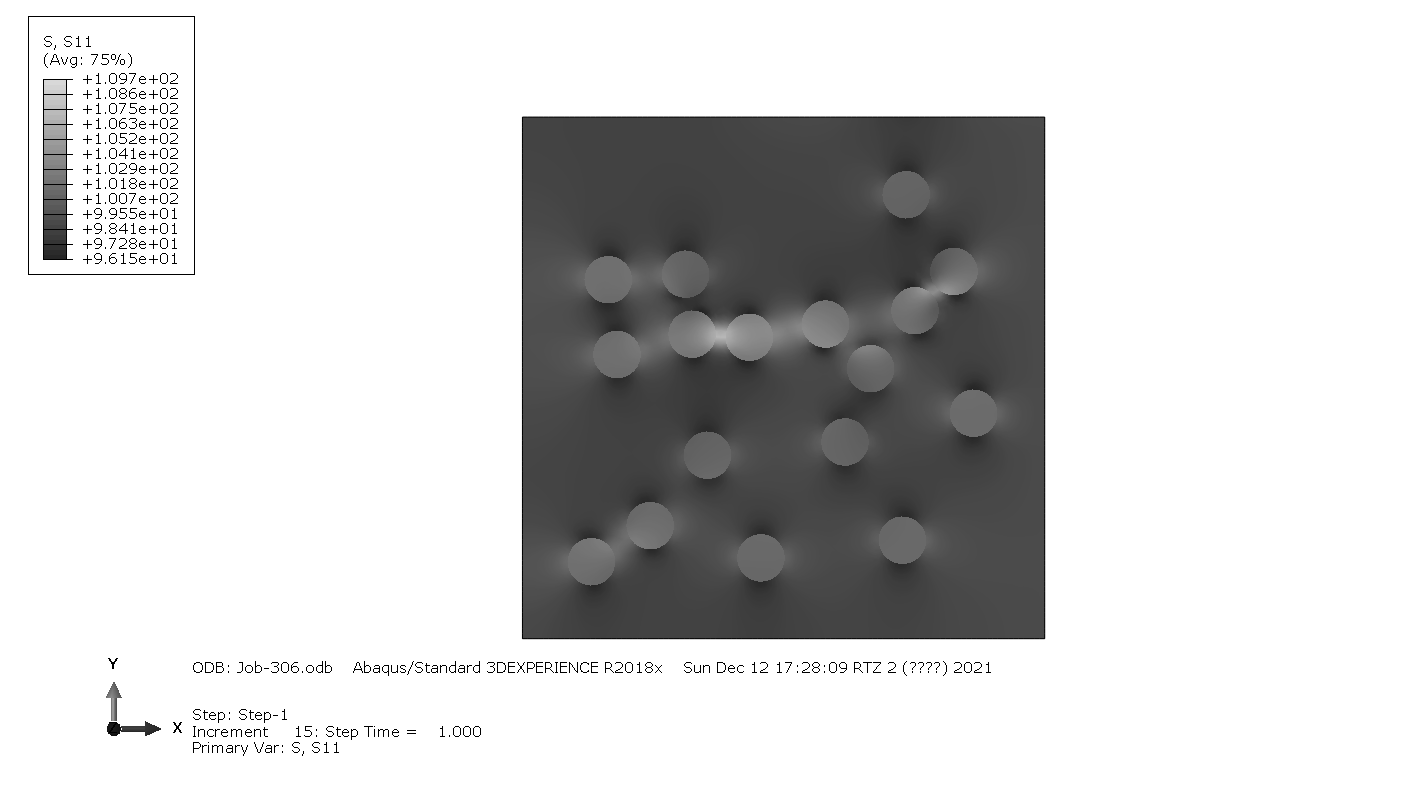 S, S11
(Avg: 75%)
+1.097e+02
+1.086e+02
+1.075e+02
+1.063e+02
+1.052e+02
+1.041e+02
+1.029e+02
+1.018e+02
+1.007e+02
+9.955e+01
+9.841e+01
+9.728e+01
+9.615e+01
Y
X
ODB: Job-306.odb    Abaqus/Standard 3DEXPERIENCE R2018x    Sun Dec 12 17:28:09 RTZ 2 (????) 2021
Step: Step-1
Increment     15: Step Time =    1.000
Primary Var: S, S11